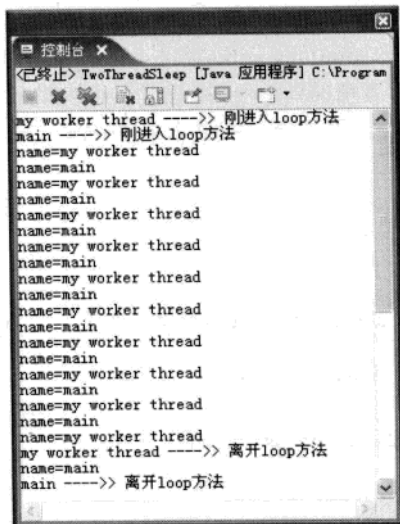 控制台
<已终止> TwoThreadSleep [Java 应用程序] C:\Program
my worker thread ---->> 刚进入loop方法
main ---->> 刚进入loop方法
name=my worker thread
name=main
name=my worker thread
name=main
name=my worker thread
name=main
name=my worker thread
name=main
name=my worker thread
name=main
name=my worker thread
name=main
name=my worker thread
name=main
name=my worker thread
name=main
name=my worker thread
name=main
name=my worker thread
my worker thread ---->> 离开loop方法
name=main
main ---->> 离开loop方法